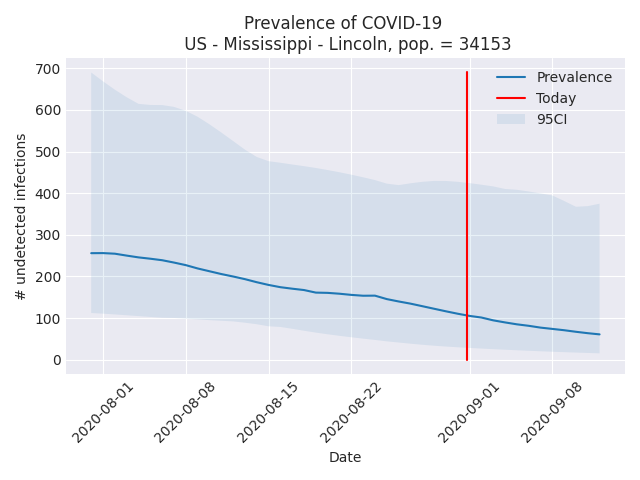 Prevalence of COVID-19
US - Mississippi - Lincoln, pop. = 34153
700
600
500
400
300
200
100
0
# undetected infections
Prevalence
Today
95CI
2020-08-01
2020-08-08
2020-08-15
2020-08-22
2020-09-01
2020-09-08
Date